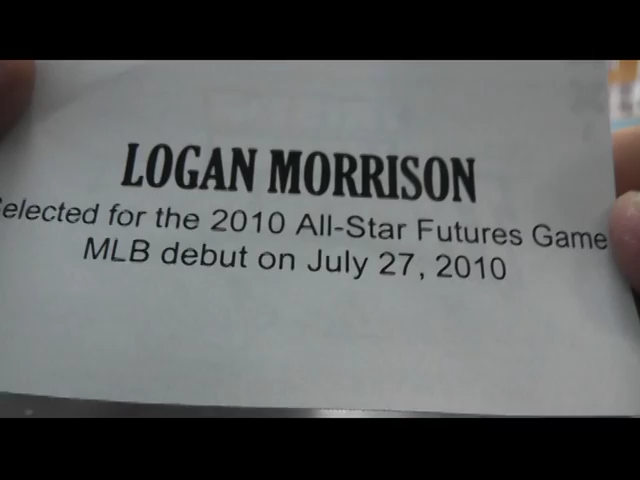 LOGAN MORRISON
Selected for the 2010 All-Star Futures Game
MLB debut on July 27, 2010